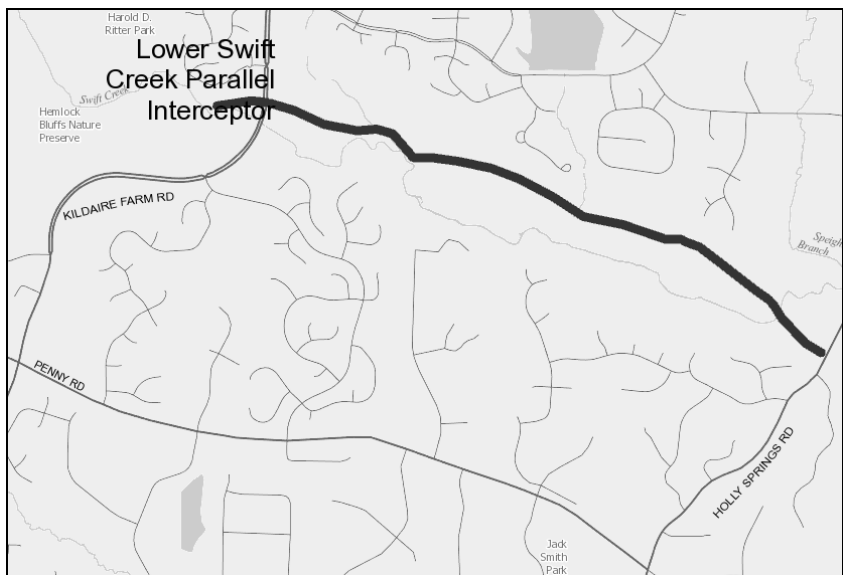 Harold D.
Ritter Park
Lower Swift
Creek Parallel
Interceptor
Swift Creek
Hemlock
Bluffs Nature
Preserve
KILDAIRE FARM RD
Speigh
Branch
PENNY RD
HOLLY SPRINGS RD
Jack
Smith
Park